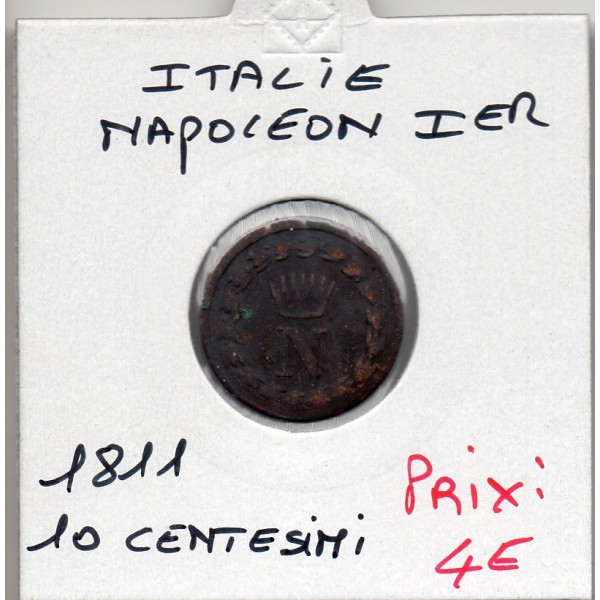 ITALIE
NAPOLEON IER
N
1811
10 CENTESIMI
PRIX:
4E